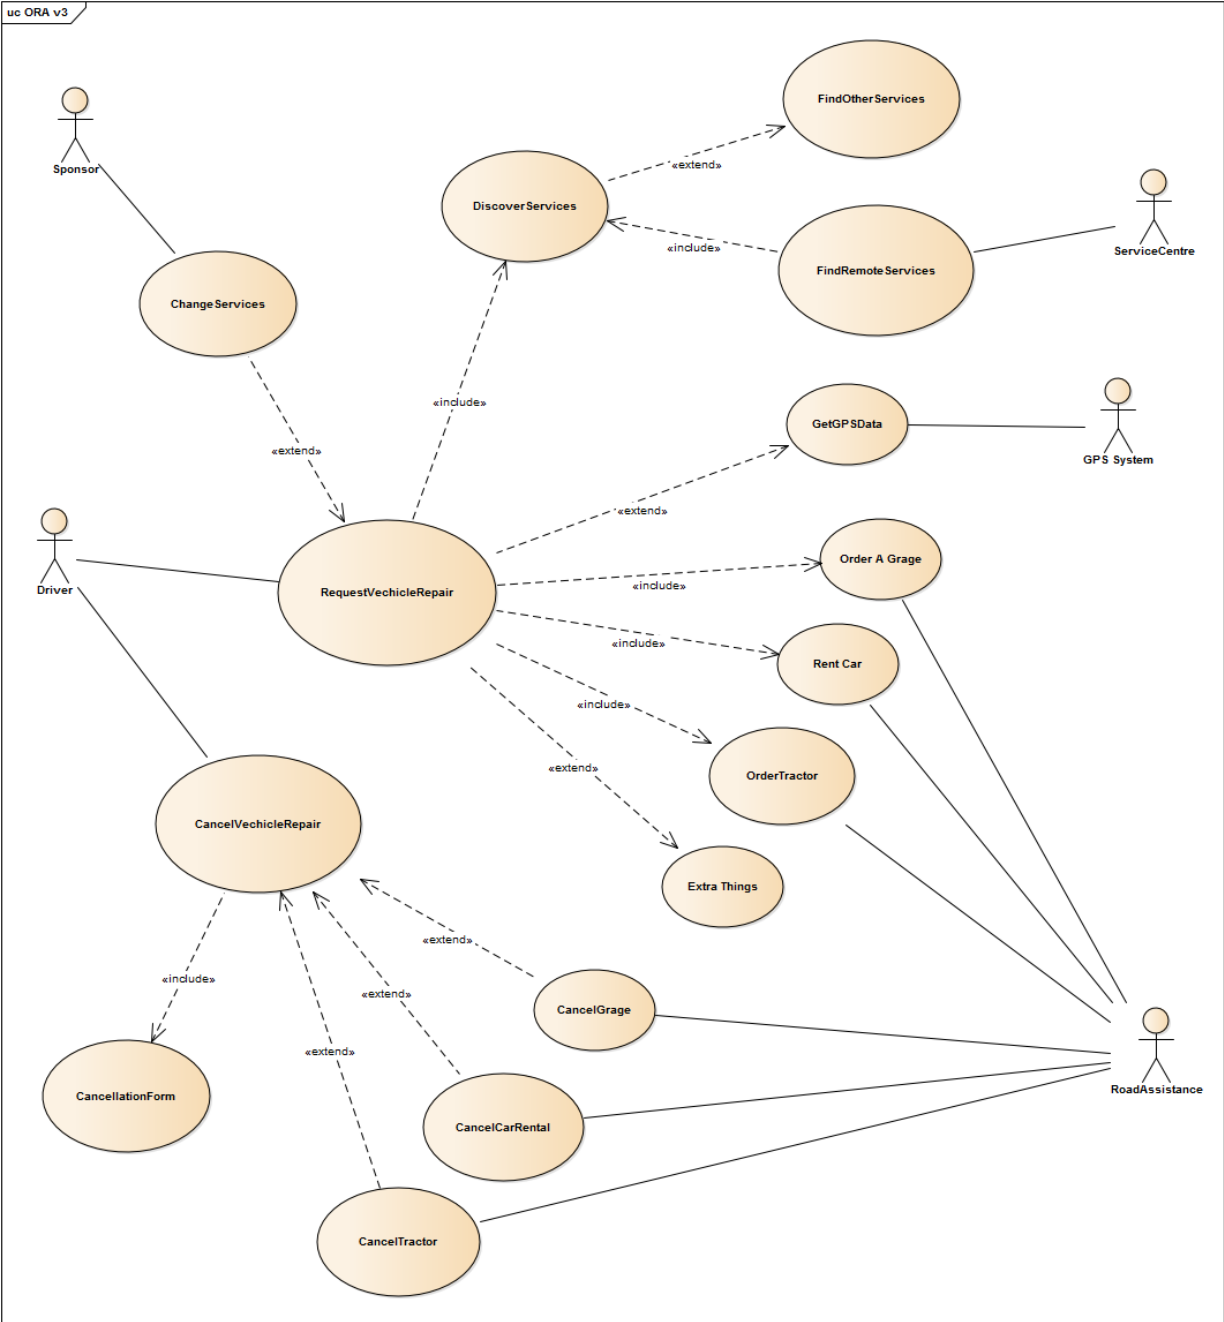 uc ORA v3
FindOtherServices
Sponsor
«extend»
DiscoverServices
ServiceCentre
«include»
FindRemoteServices
ChangeServices
«include»
GetGPSData
«extend»
GPS System
«extend»
Order A Grage
Driver
«include»
RequestVechicleRepair
«include»
Rent Car
«include»
«extend»
OrderTractor
CancelVechicleRepair
Extra Things
«extend»
«include»
«extend»
CancelGrage
«extend»
RoadAssistance
CancellationForm
CancelCarRental
CancelTractor